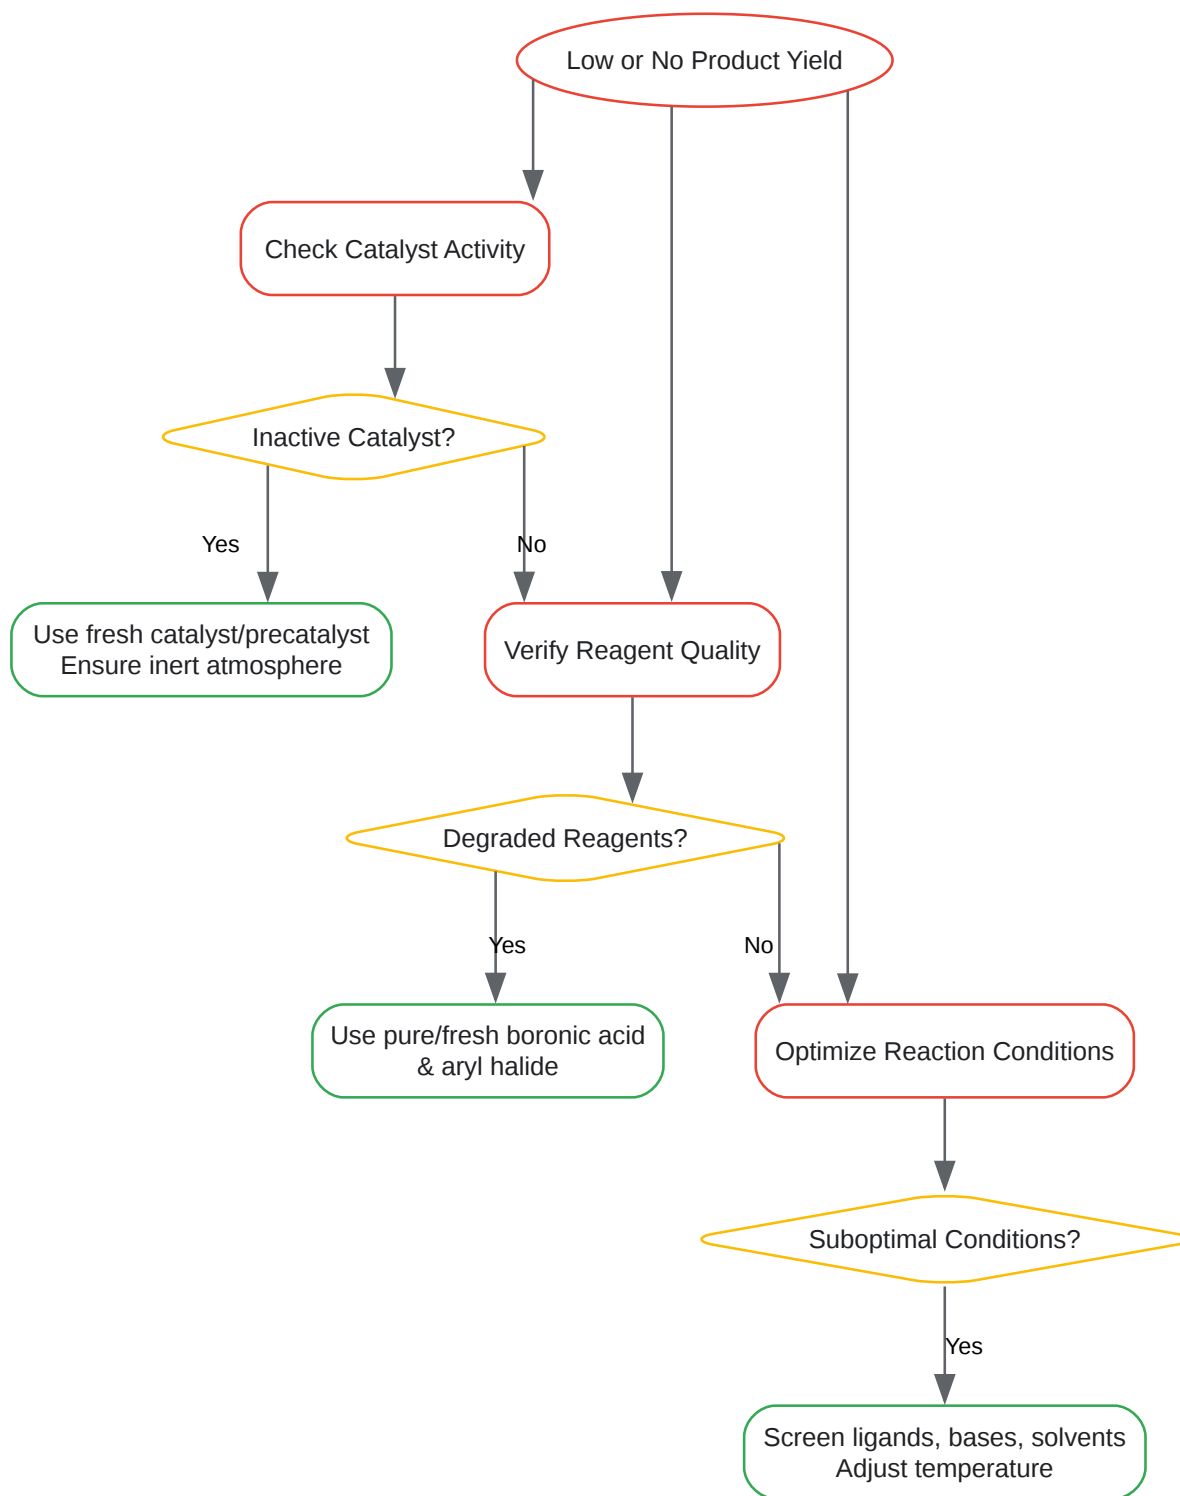 Low or No Product Yield
Check Catalyst Activity
Inactive Catalyst?
Yes
No
Use fresh catalyst/precatalyst
Ensure inert atmosphere
Verify Reagent Quality
Degraded Reagents?
Yes
No
Use pure/fresh boronic acid
& aryl halide
Optimize Reaction Conditions
Suboptimal Conditions?
Yes
Screen ligands, bases, solvents
Adjust temperature